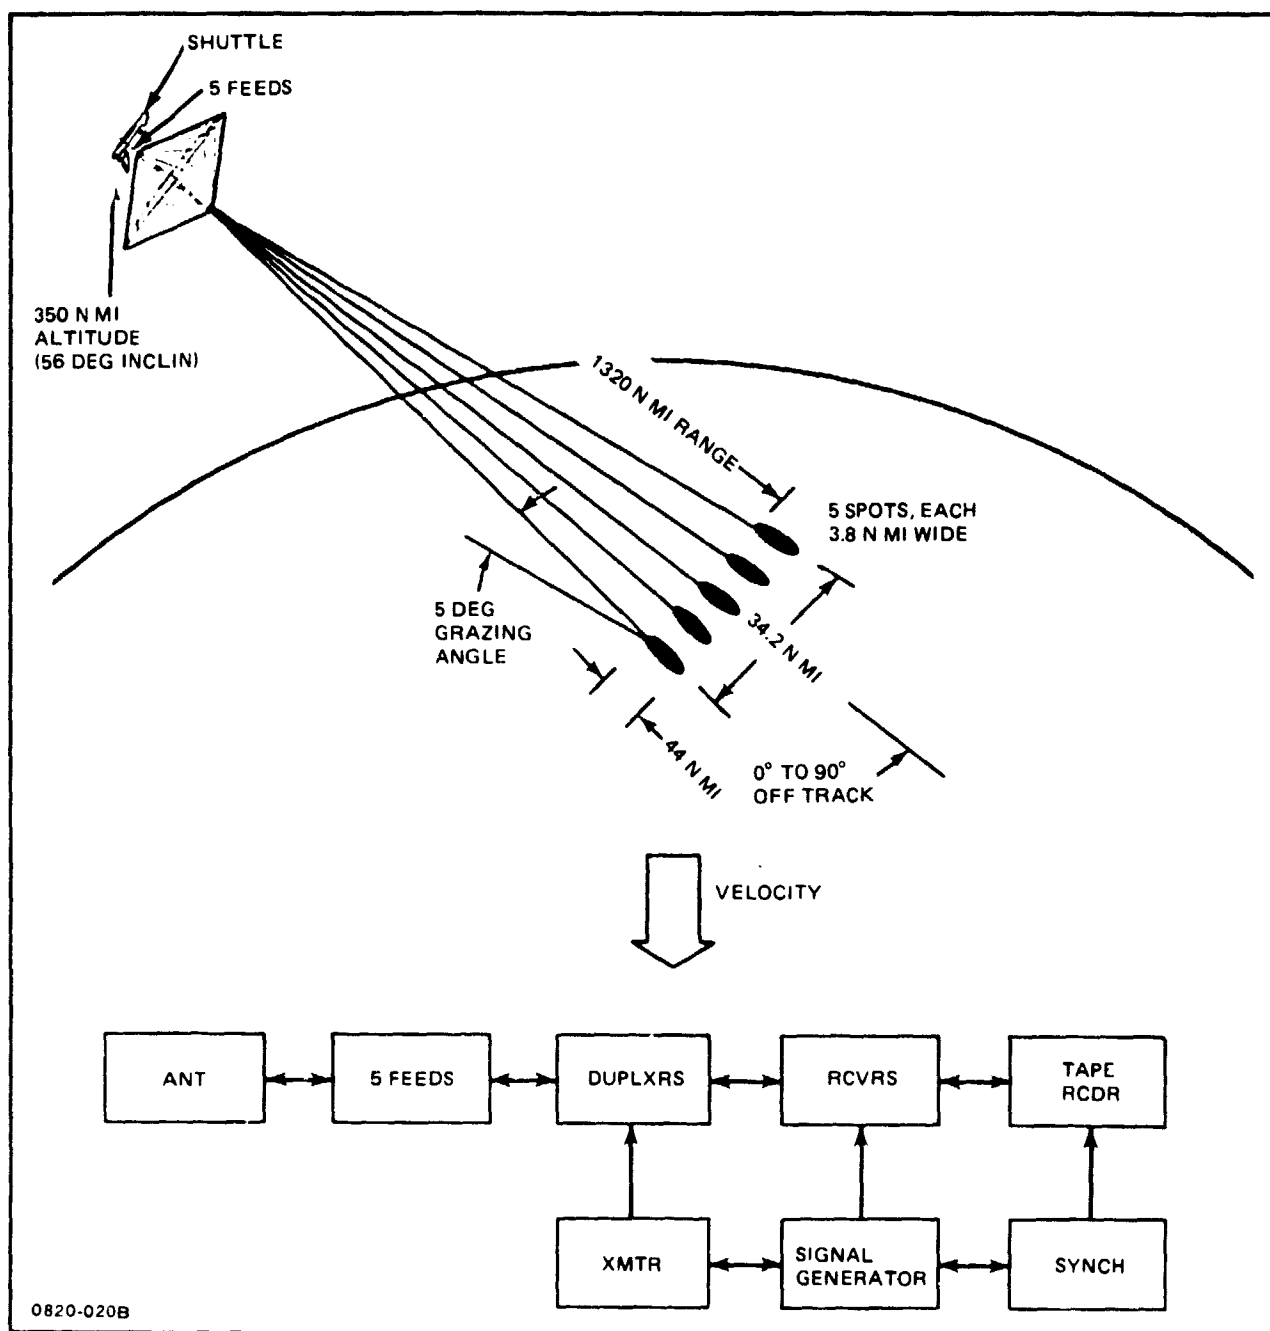 SHUTTLE
5 FEEDS
350 N MI
ALTITUDE
(56 DEG INCLIN)
1320 N MI RANGE
5 SPOTS, EACH
3.8 N MI WIDE
5 DEG
GRAZING
ANGLE
34.2 N MI
44 N MI
0° TO 90°
OFF TRACK
VELOCITY
ANT
5 FEEDS
DUPLXRS
RCVRS
TAPE
RCDR
XMTR
SIGNAL
GENERATOR
SYNCH
0820-020B